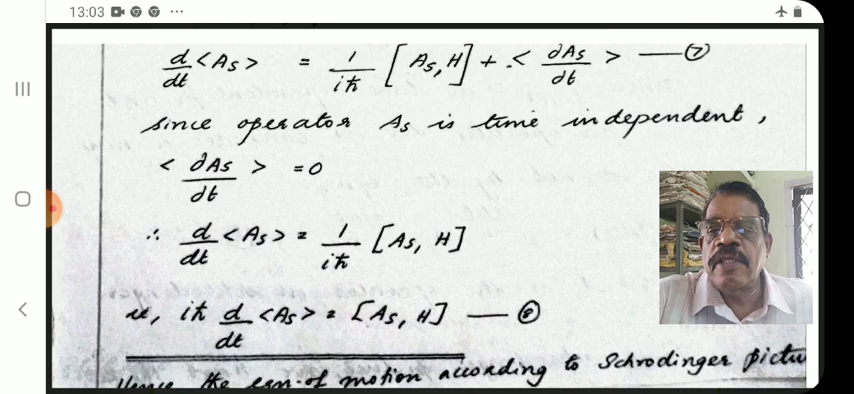 13:03
d/dt <As> = 1/iħ [As, H] + < ∂As/∂t > — ⑦
since operator As is time independent,
< ∂As/∂t > = 0
∴ d/dt <As> = 1/iħ [As, H]
ie, iħ d/dt <As> = [As, H] — ⑧
Hence the eqn. of motion according to Schrodinger pictu